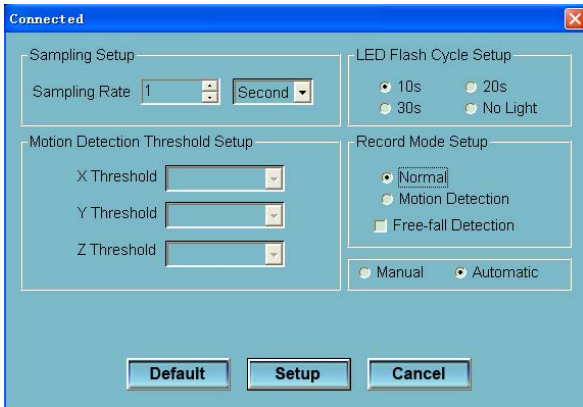 Connected
Sampling Setup
Sampling Rate 1 Second
LED Flash Cycle Setup
10s 20s
30s No Light
Motion Detection Threshold Setup
X Threshold
Y Threshold
Z Threshold
Record Mode Setup
Normal
Motion Detection
Free-fall Detection
Manual Automatic
Default Setup Cancel